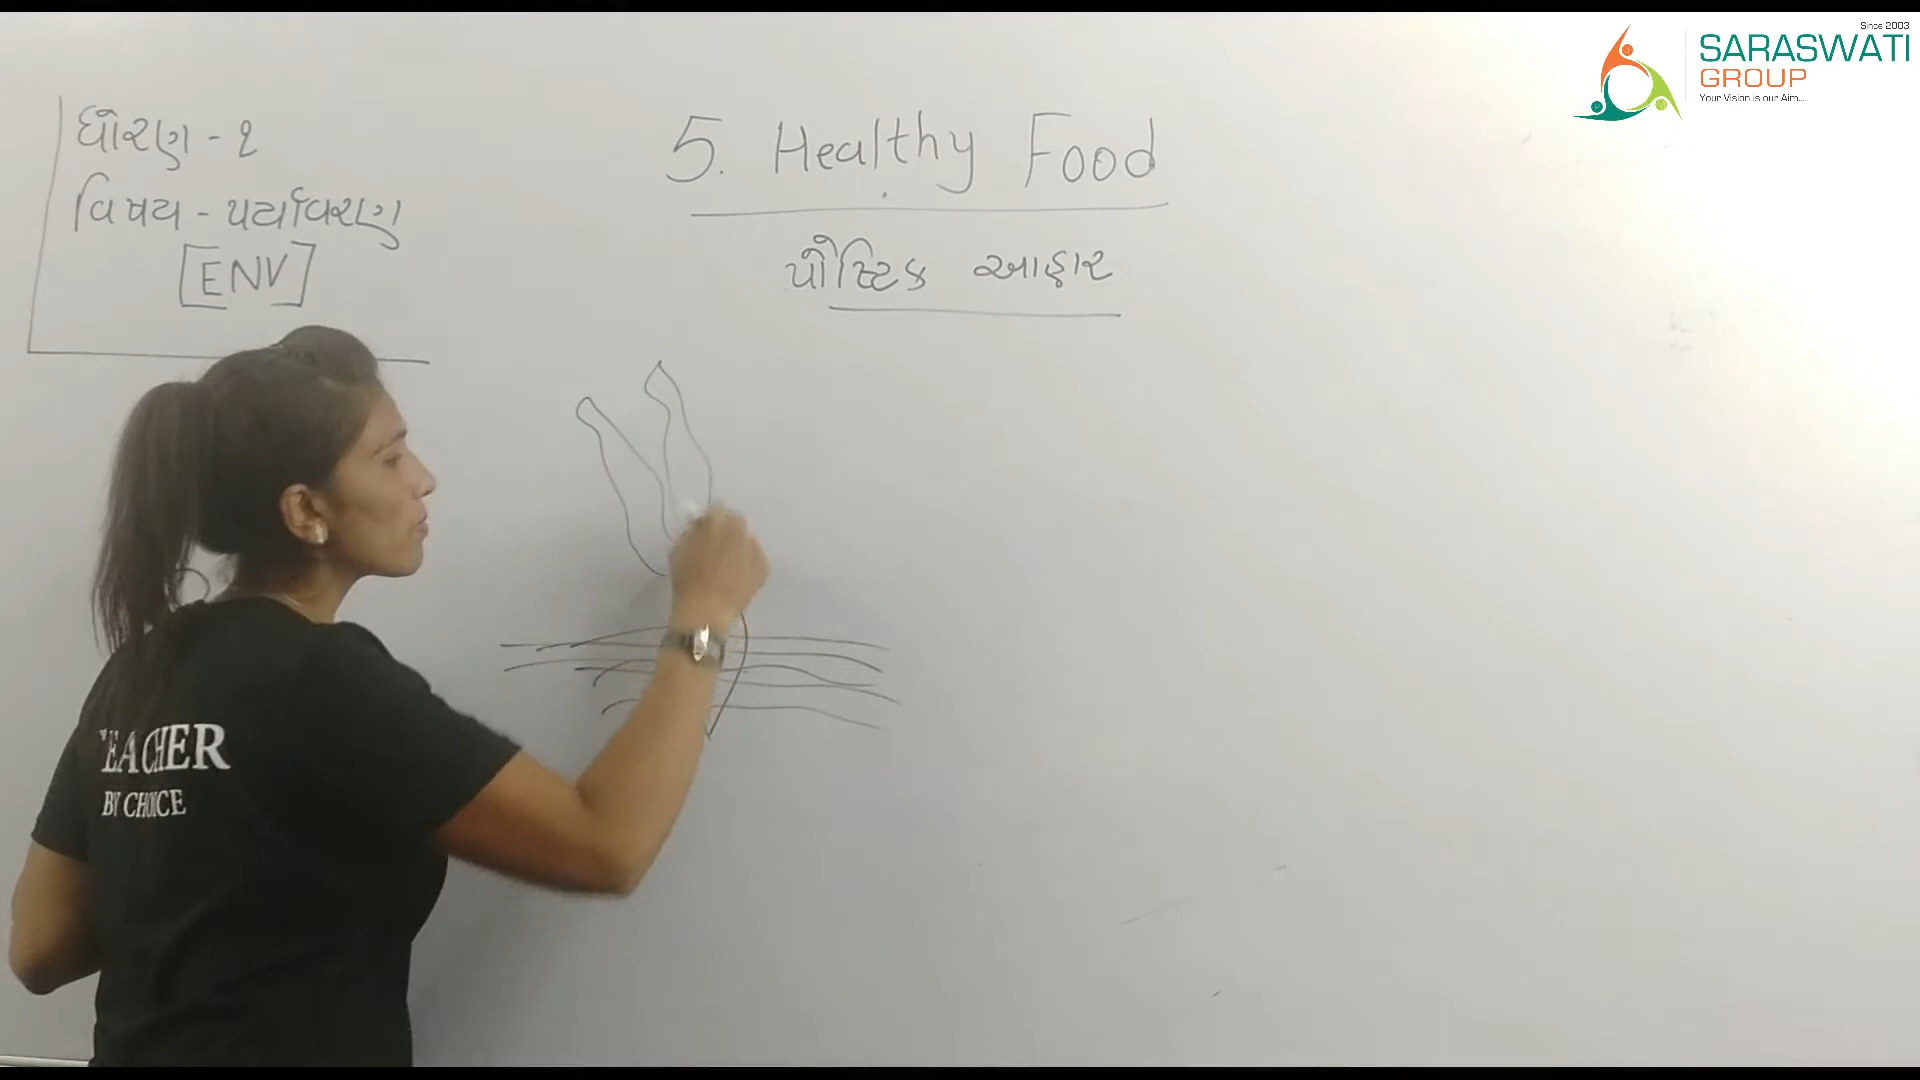 ધોરણ - ૧
વિષય - પર્યાવરણ
[ENV]
5. Healthy Food
પૌષ્ટિક આહાર
Since 2003
SARASWATI
GROUP
Your Vision is our Aim....
TEACHER
BY CHOICE